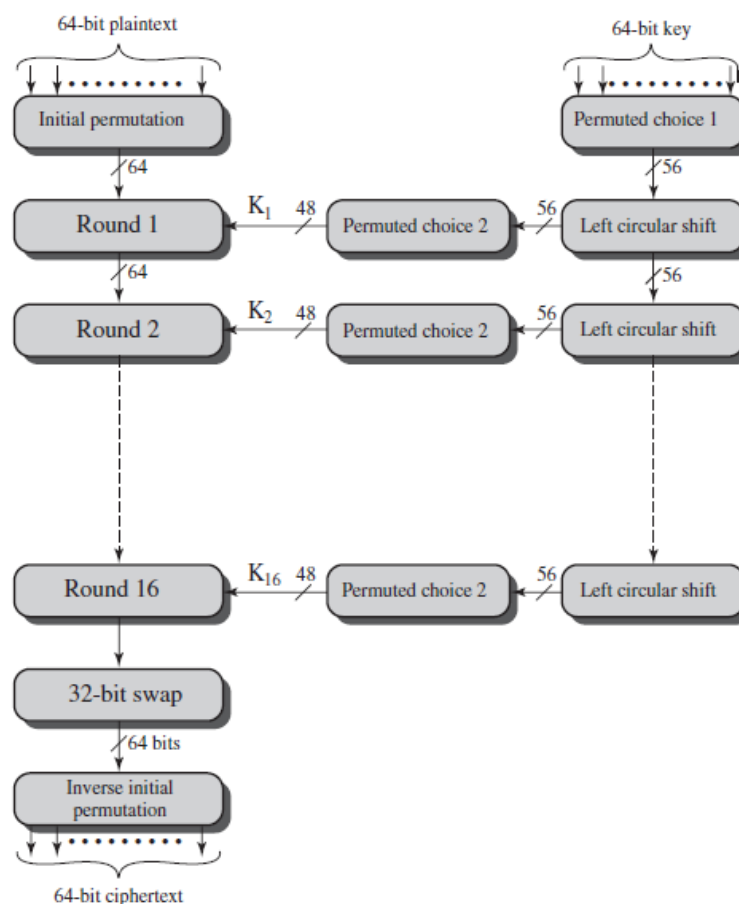 64-bit plaintext
64-bit key
Initial permutation
Permuted choice 1
64
56
Round 1
K1
48
Permuted choice 2
56
Left circular shift
64
56
Round 2
K2
48
Permuted choice 2
56
Left circular shift
Round 16
K16
48
Permuted choice 2
56
Left circular shift
32-bit swap
64 bits
Inverse initial
permutation
64-bit ciphertext